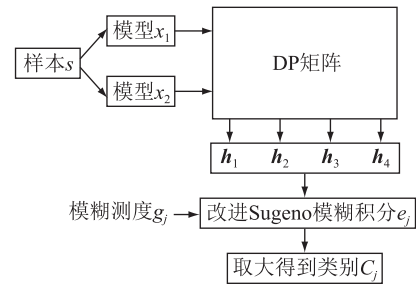 样本s
模型x₁
模型x₂
DP矩阵
h₁ h₂ h₃ h₄
模糊测度gⱼ
改进Sugeno模糊积分eⱼ
取大得到类别Cⱼ